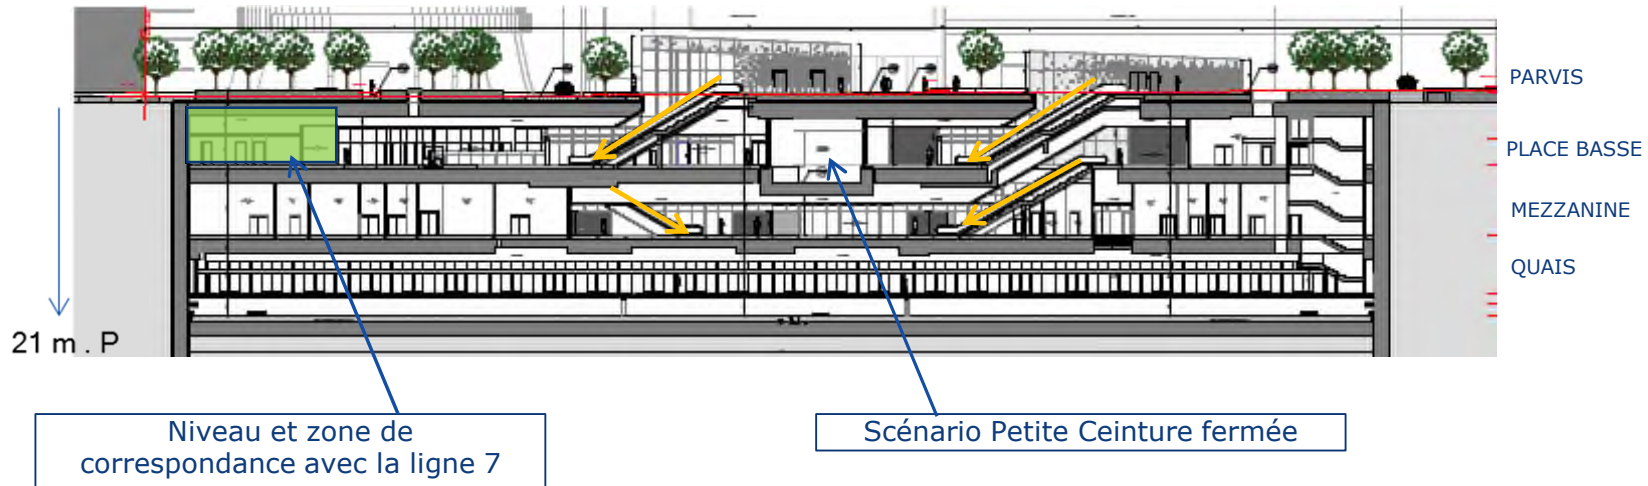 PARVIS
PLACE BASSE
MEZZANINE
QUAIS
21 m . P
Niveau et zone de
correspondance avec la ligne 7
Scénario Petite Ceinture fermée